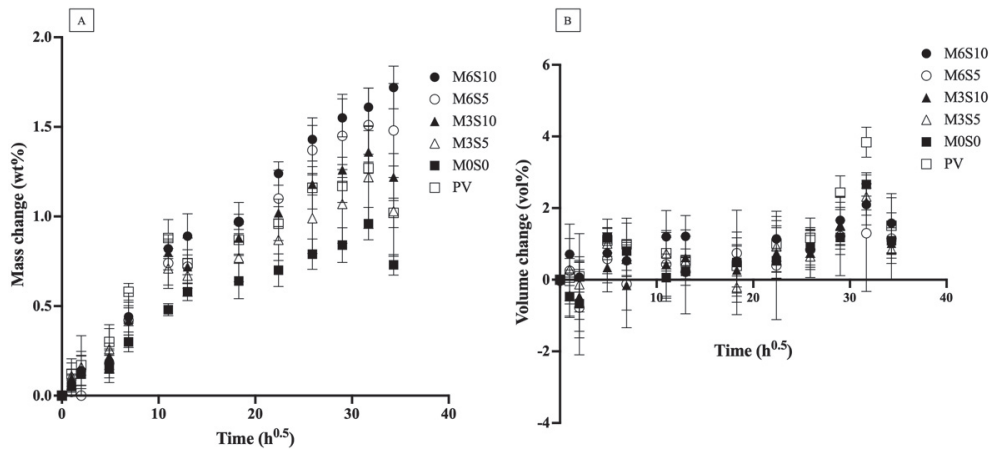 A
Mass change (wt%)
2.0
1.5
1.0
0.5
0.0
0
10
20
30
40
Time (h^0.5)
M6S10
M6S5
M3S10
M3S5
M0S0
PV
B
Volume change (vol%)
6
4
2
0
-2
-4
10
20
30
40
Time (h^0.5)
M6S10
M6S5
M3S10
M3S5
M0S0
PV